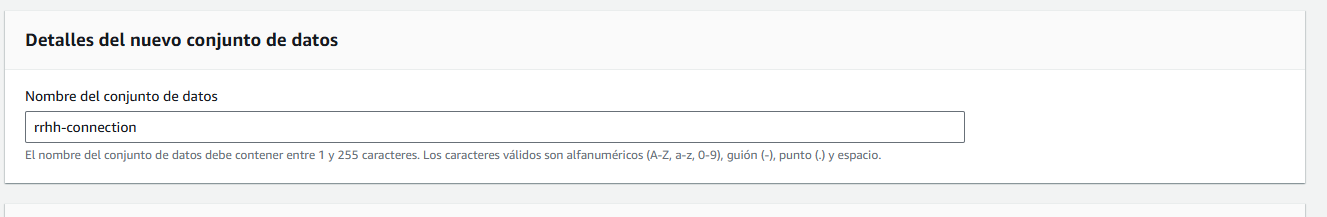 Detalles del nuevo conjunto de datos
Nombre del conjunto de datos
rrhh-connection
El nombre del conjunto de datos debe contener entre 1 y 255 caracteres. Los caracteres válidos son alfanuméricos (A-Z, a-z, 0-9), guión (-), punto (.) y espacio.